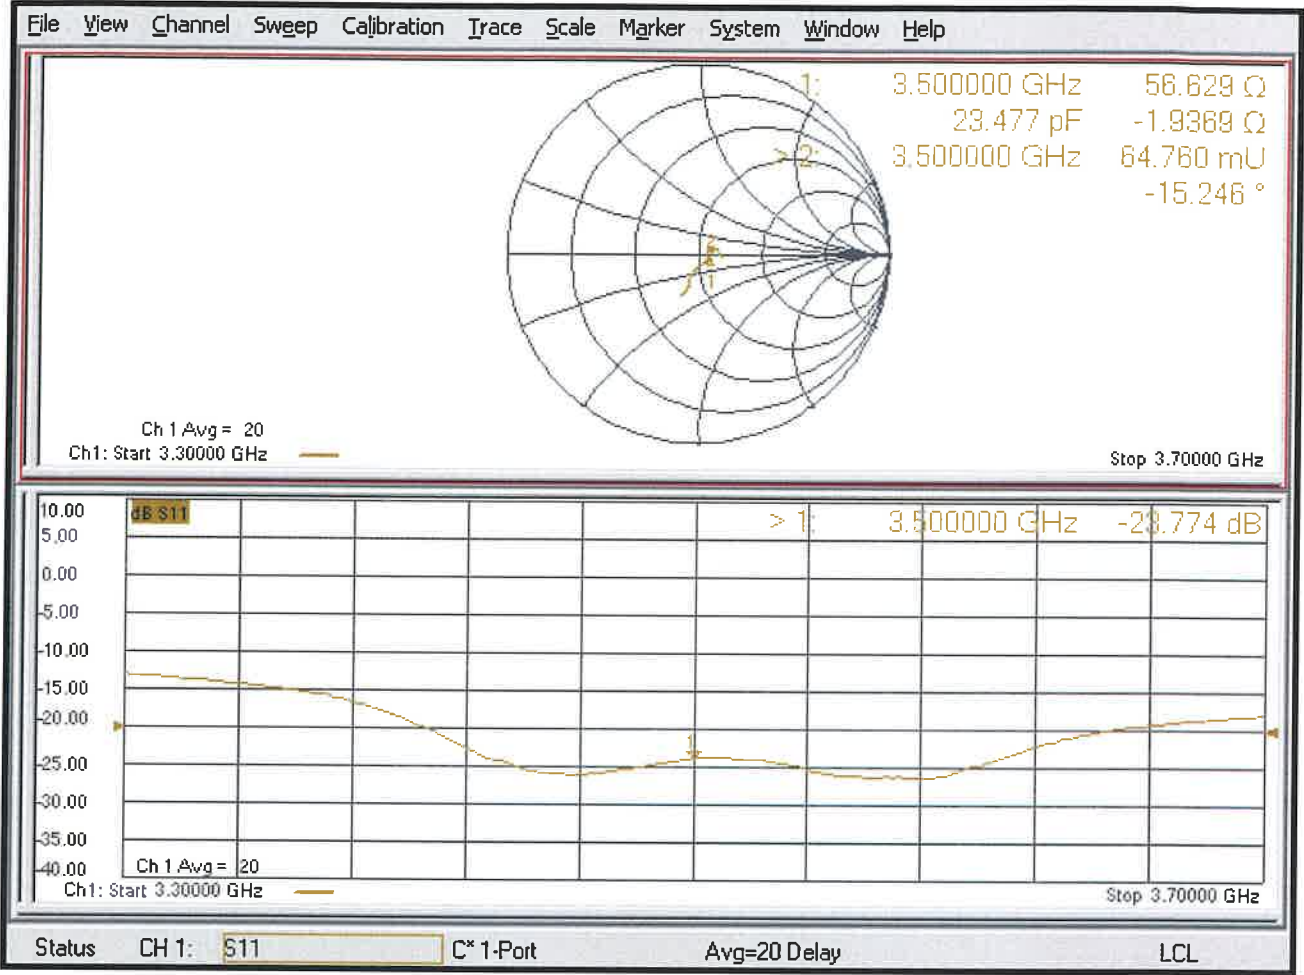 File View Channel Sweep Calibration Trace Scale Marker System Window Help
1: 3.500000 GHz 56.629 Ω
23.477 pF -1.9369 Ω
> 2: 3.500000 GHz 64.760 mU
-15.246 °
2
1
Ch 1 Avg = 20
Ch1: Start 3.30000 GHz
Stop 3.70000 GHz
10.00
dB S11
> 1: 3.500000 GHz -23.774 dB
5.00
0.00
-5.00
-10.00
-15.00
-20.00
1
-25.00
-30.00
-35.00
-40.00
Ch 1 Avg = 20
Ch1: Start 3.30000 GHz
Stop 3.70000 GHz
Status CH 1: S11 C* 1-Port Avg=20 Delay LCL